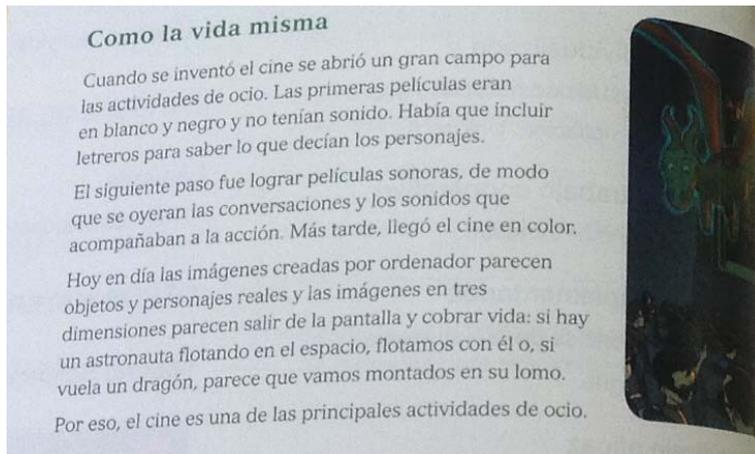 Como la vida misma
Cuando se inventó el cine se abrió un gran campo para
las actividades de ocio. Las primeras películas eran
en blanco y negro y no tenían sonido. Había que incluir
letreros para saber lo que decían los personajes.
El siguiente paso fue lograr películas sonoras, de modo
que se oyeran las conversaciones y los sonidos que
acompañaban a la acción. Más tarde, llegó el cine en color.
Hoy en día las imágenes creadas por ordenador parecen
objetos y personajes reales y las imágenes en tres
dimensiones parecen salir de la pantalla y cobrar vida: si hay
un astronauta flotando en el espacio, flotamos con él o, si
vuela un dragón, parece que vamos montados en su lomo.
Por eso, el cine es una de las principales actividades de ocio.